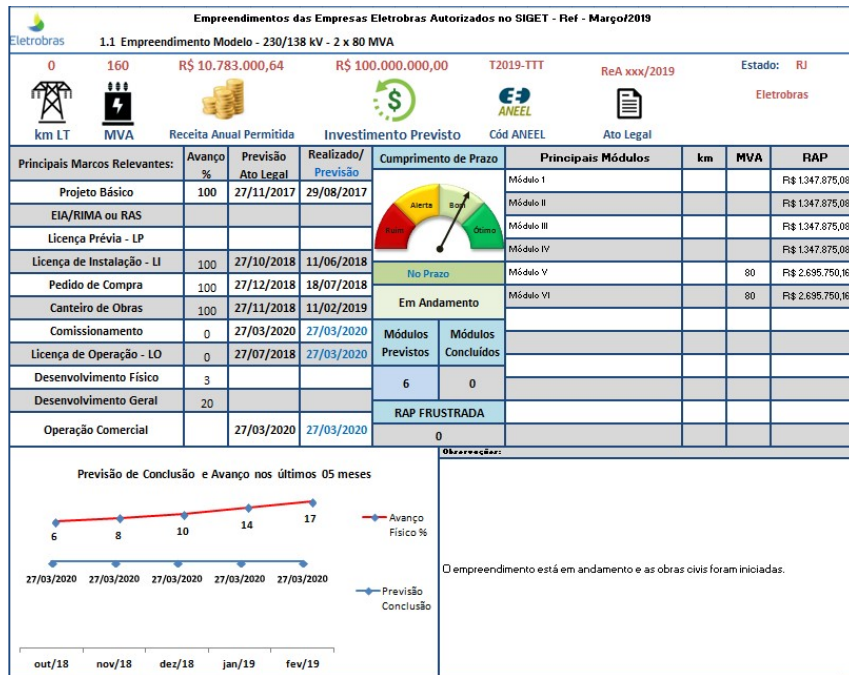 Empreendimentos das Empresas Eletrobras Autorizados no SIGET - Ref - Março/2019
Eletrobras
1.1 Empreendimento Modelo - 230/138 kV - 2 x 80 MVA
0 160 R$ 10.783.000,64 R$ 100.000.000,00 T2019-TTT ReA xxx/2019 Estado: RJ
Eletrobras
ANEEL
km LT MVA Receita Anual Permitida Investimento Previsto Cód ANEEL Ato Legal
Principais Marcos Relevantes: Avanço % Previsão Ato Legal Realizado/ Previsão
Projeto Básico 100 27/11/2017 29/08/2017
EIA/RIMA ou RAS
Licença Prévia - LP
Licença de Instalação - LI 100 27/10/2018 11/06/2018
Pedido de Compra 100 27/12/2018 18/07/2018
Canteiro de Obras 100 27/11/2018 11/02/2019
Comissionamento 0 27/03/2020 27/03/2020
Licença de Operação - LO 0 27/07/2018 27/03/2020
Desenvolvimento Físico 3
Desenvolvimento Geral 20
Operação Comercial 27/03/2020 27/03/2020
Cumprimento de Prazo
Ruim Alerta Bom Ótimo
No Prazo
Em Andamento
Módulos Previstos Módulos Concluídos
6 0
RAP FRUSTRADA
0
Principais Módulos km MVA RAP
Módulo I R$ 1.347.875,08
Módulo II R$ 1.347.875,08
Módulo III R$ 1.347.875,08
Módulo IV R$ 1.347.875,08
Módulo V 80 R$ 2.695.750,16
Módulo VI 80 R$ 2.695.750,16
Previsão de Conclusão e Avanço nos últimos 05 meses
6 8 10 14 17
Avanço Físico %
27/03/2020 27/03/2020 27/03/2020 27/03/2020 27/03/2020
Previsão Conclusão
out/18 nov/18 dez/18 jan/19 fev/19
Observações:
O empreendimento está em andamento e as obras civis foram iniciadas.